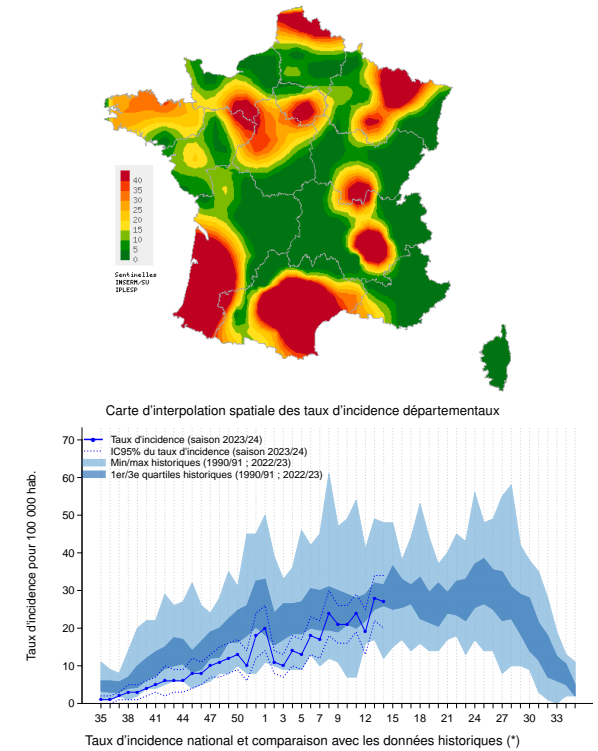 40
35
30
25
20
15
10
5
0
Sentinelles
INSERM/SU
IPLESP
Carte d'interpolation spatiale des taux d'incidence départementaux
Taux d'incidence (saison 2023/24)
IC95% du taux d'incidence (saison 2023/24)
Min/max historiques (1990/91 ; 2022/23)
1er/3e quartiles historiques (1990/91 ; 2022/23)
Taux d'incidence pour 100 000 hab.
70
60
50
40
30
20
10
0
35 38 41 44 47 50 1 3 5 7 9 12 15 18 21 24 27 30 33
Taux d'incidence national et comparaison avec les données historiques (*)